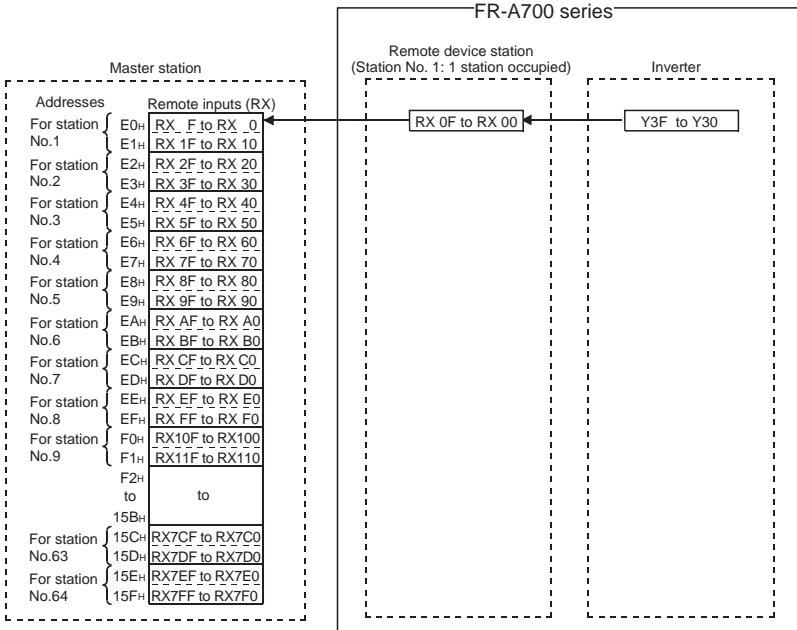 FR-A700 series
Master station
Remote device station
(Station No. 1: 1 station occupied)
Inverter
Addresses
Remote inputs (RX)
For station No.1
E0H RX F to RX 0
E1H RX 1F to RX 10
For station No.2
E2H RX 2F to RX 20
E3H RX 3F to RX 30
For station No.3
E4H RX 4F to RX 40
E5H RX 5F to RX 50
For station No.4
E6H RX 6F to RX 60
E7H RX 7F to RX 70
For station No.5
E8H RX 8F to RX 80
E9H RX 9F to RX 90
For station No.6
EAH RX AF to RX A0
EBH RX BF to RX B0
For station No.7
ECH RX CF to RX C0
EDH RX DF to RX D0
For station No.8
EEH RX EF to RX E0
EFH RX FF to RX F0
For station No.9
F0H RX10F to RX100
F1H RX11F to RX110
F2H
to to
15BH
For station No.63
15CH RX7CF to RX7C0
15DH RX7DF to RX7D0
For station No.64
15EH RX7EF to RX7E0
15FH RX7FF to RX7F0
RX 0F to RX 00
Y3F to Y30